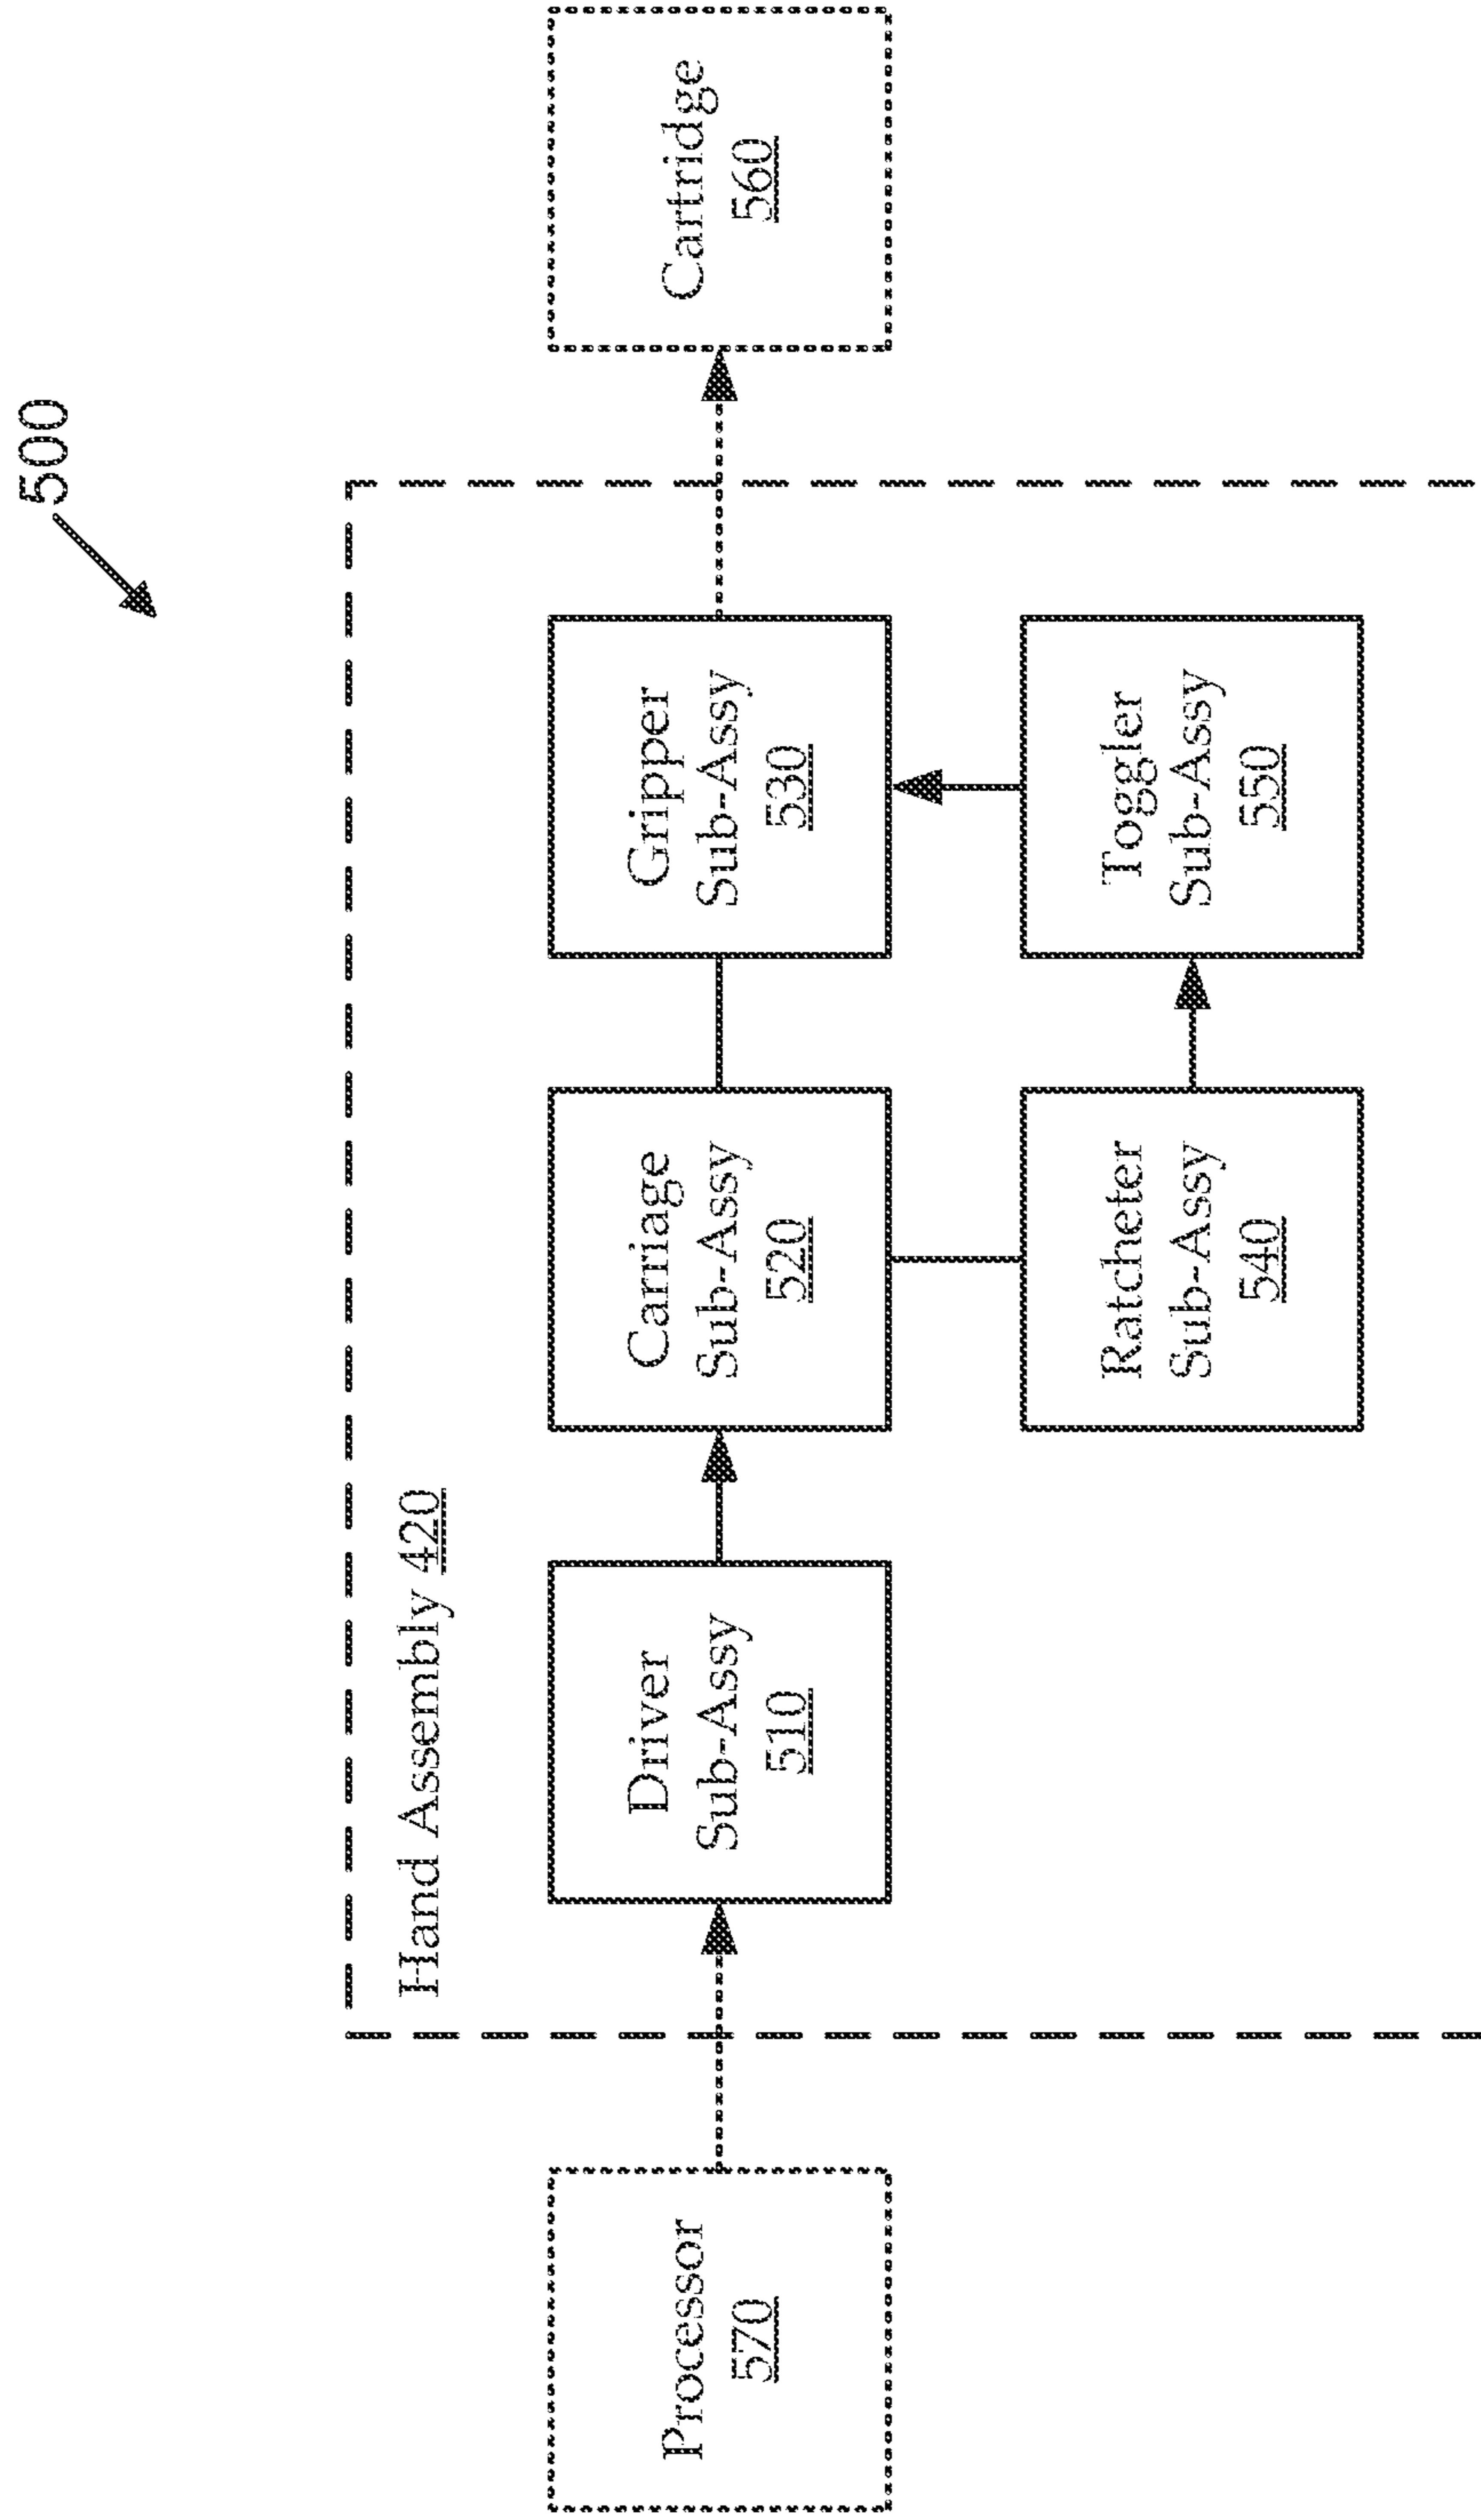 500
Hand Assembly 420
Processor
570
Driver
Sub-Assy
510
Carriage
Sub-Assy
520
Gripper
Sub-Assy
530
Cartridge
560
Ratcheter
Sub-Assy
540
Toggler
Sub-Assy
550